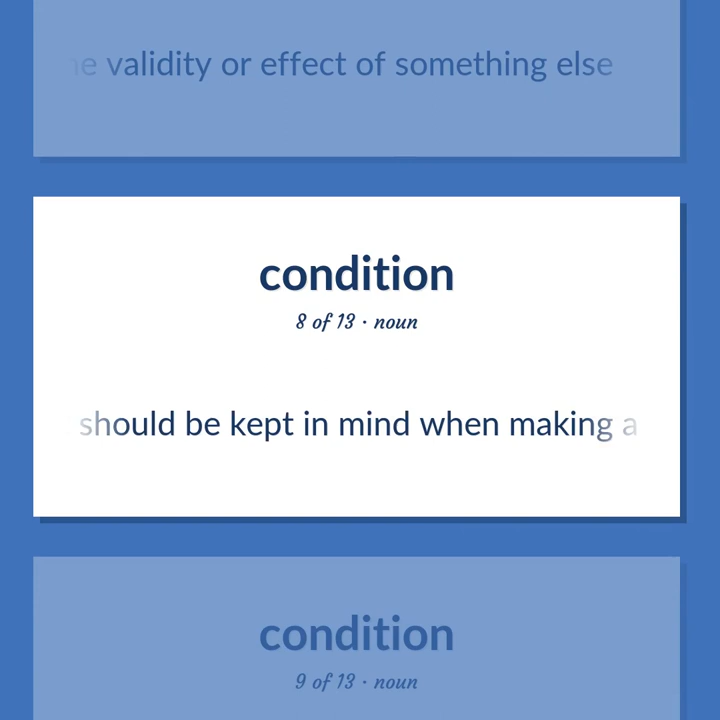 validity or effect of something else
condition
8 of 13 · noun
should be kept in mind when making a
condition
9 of 13 · noun